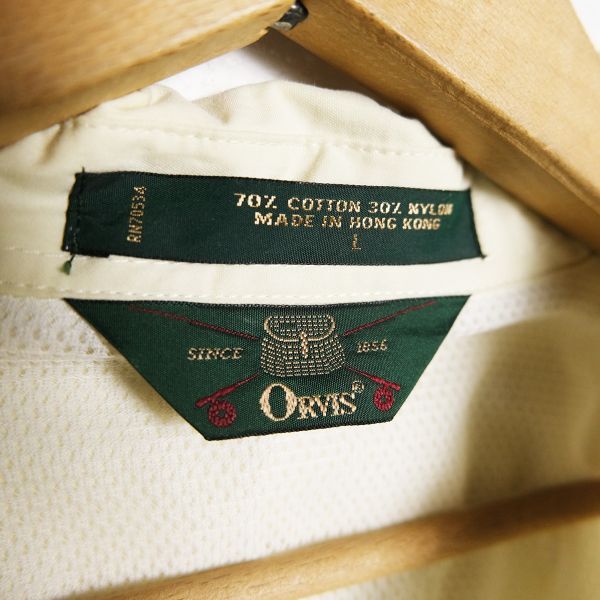 RN70534
70% COTTON 30% NYLON
MADE IN HONG KONG
L
SINCE 1856
ORVIS®